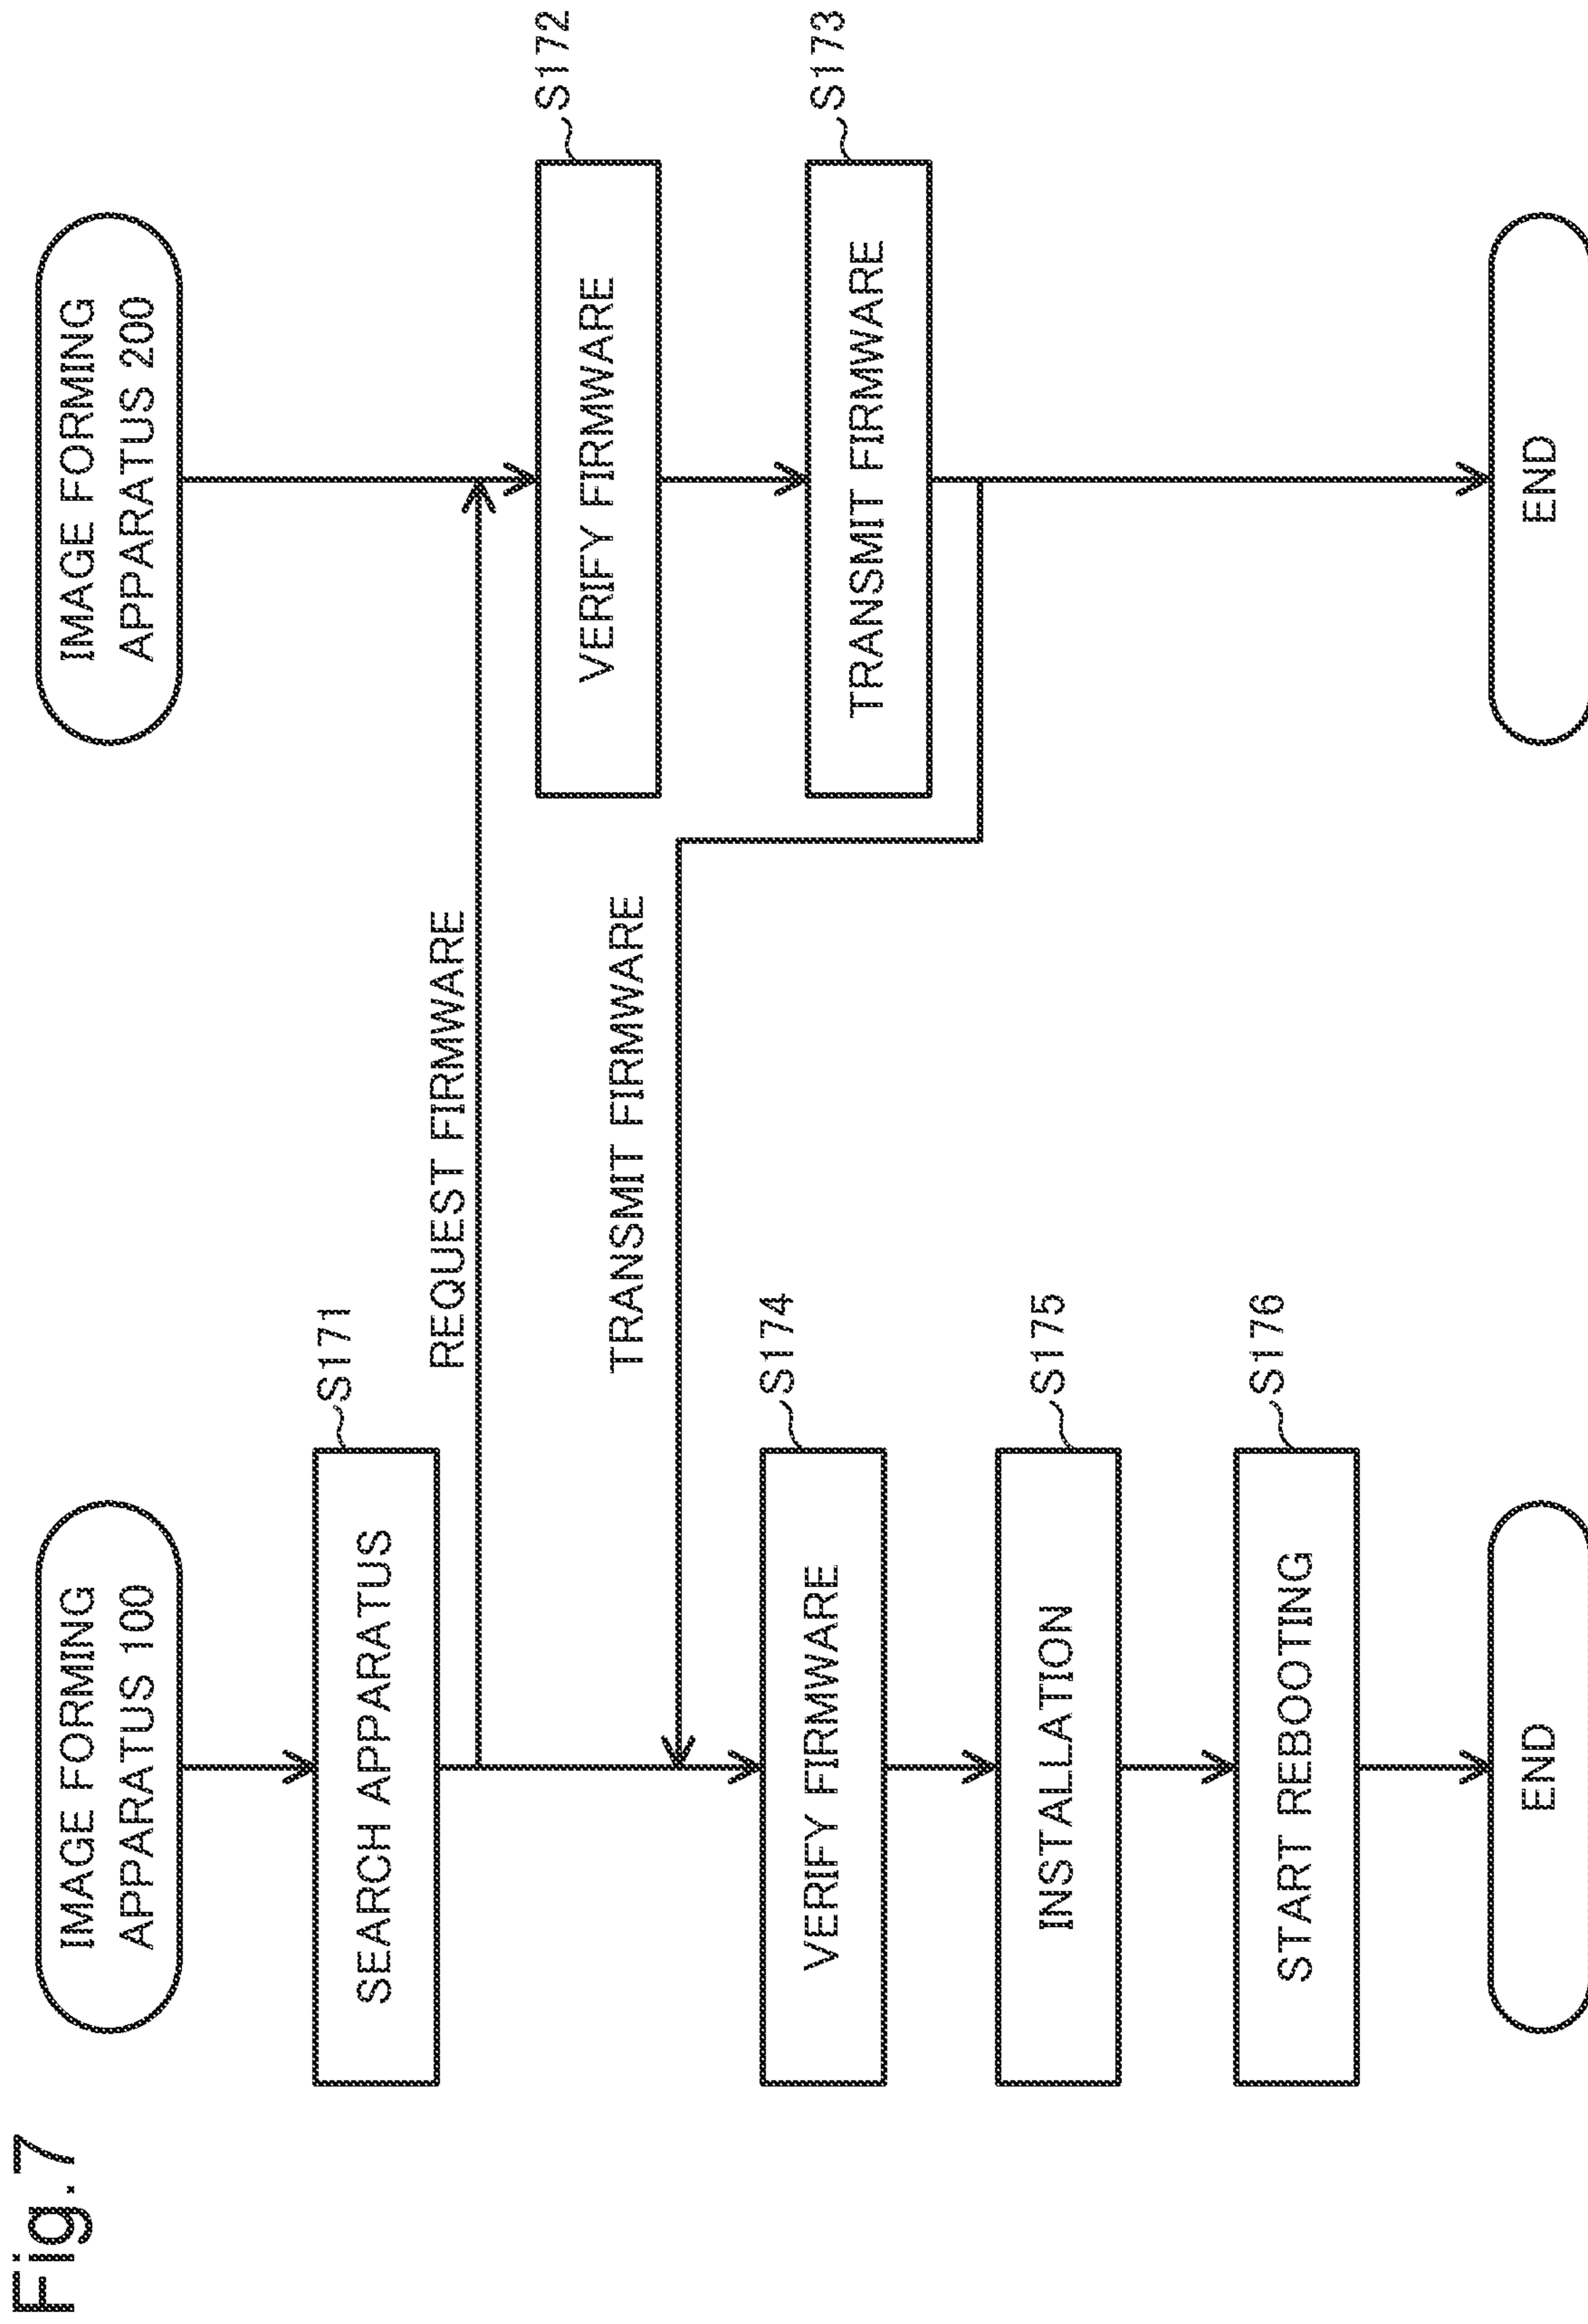 Fig.7
IMAGE FORMING
APPARATUS 100
IMAGE FORMING
APPARATUS 200
SEARCH APPARATUS
S171
REQUEST FIRMWARE
VERIFY FIRMWARE
S172
TRANSMIT FIRMWARE
S173
TRANSMIT FIRMWARE
VERIFY FIRMWARE
S174
INSTALLATION
S175
START REBOOTING
S176
END
END